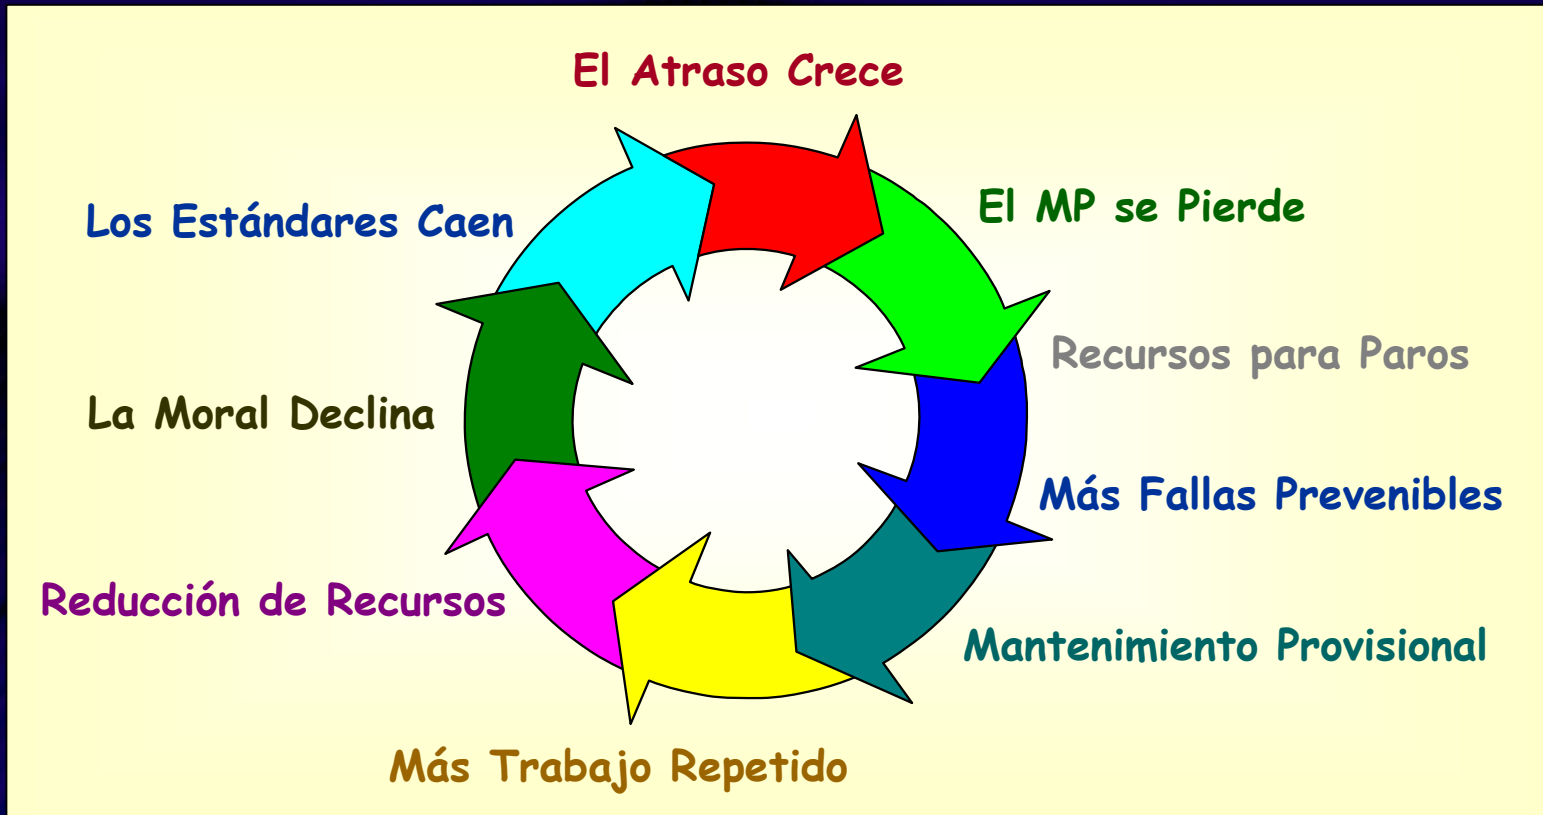 El Atraso Crece
El MP se Pierde
Recursos para Paros
Más Fallas Prevenibles
Mantenimiento Provisional
Más Trabajo Repetido
Reducción de Recursos
La Moral Declina
Los Estándares Caen